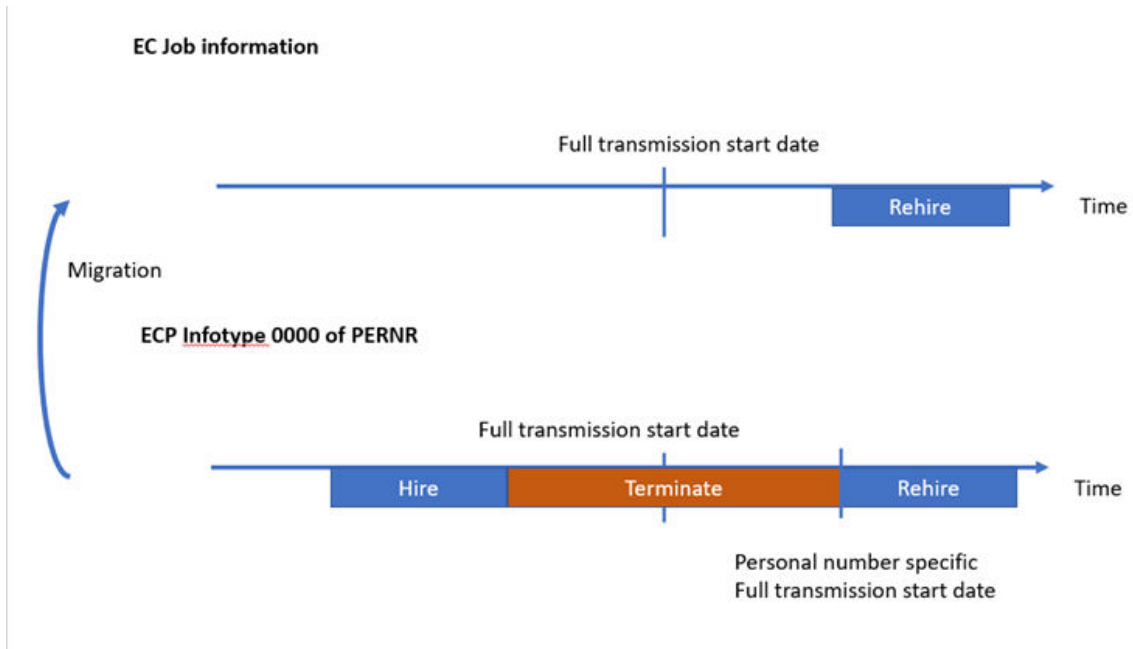 EC Job information
Full transmission start date
Rehire
Time
Migration
ECP Infotype 0000 of PERNR
Full transmission start date
Hire
Terminate
Rehire
Time
Personal number specific
Full transmission start date